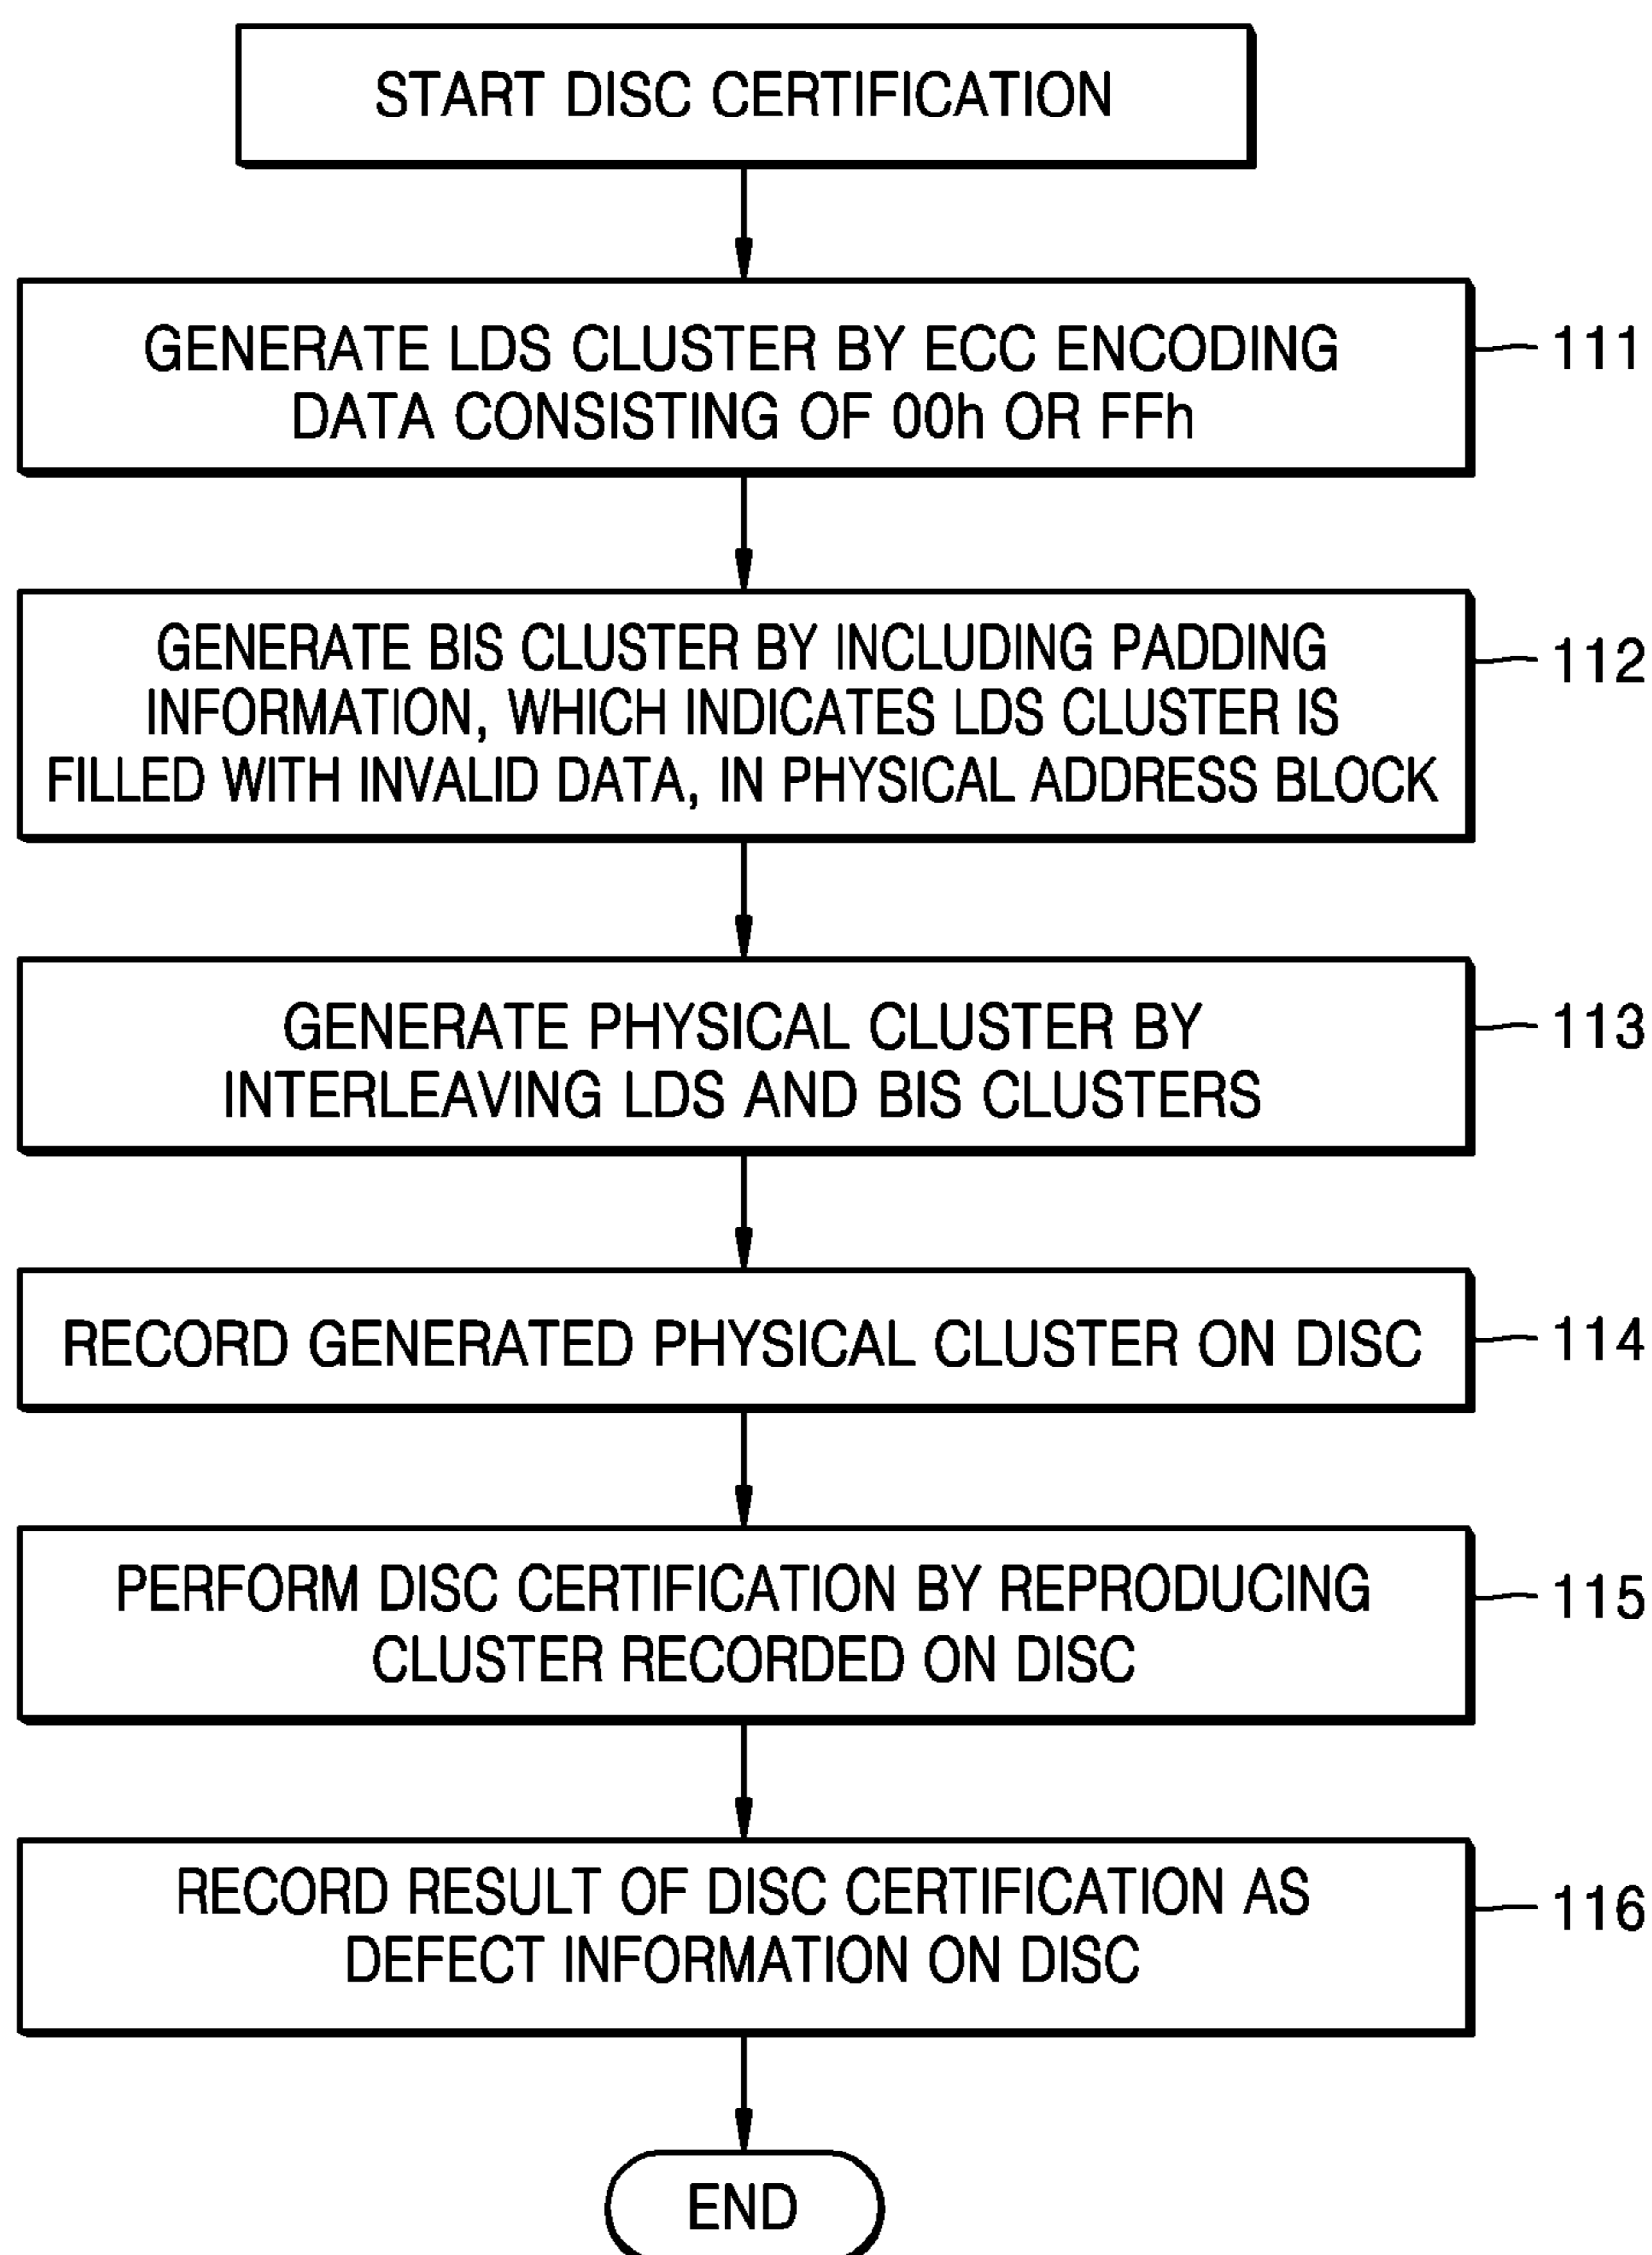 START DISC CERTIFICATION
GENERATE LDS CLUSTER BY ECC ENCODING
DATA CONSISTING OF 00h OR FFh
111
GENERATE BIS CLUSTER BY INCLUDING PADDING
INFORMATION, WHICH INDICATES LDS CLUSTER IS
FILLED WITH INVALID DATA, IN PHYSICAL ADDRESS BLOCK
112
GENERATE PHYSICAL CLUSTER BY
INTERLEAVING LDS AND BIS CLUSTERS
113
RECORD GENERATED PHYSICAL CLUSTER ON DISC
114
PERFORM DISC CERTIFICATION BY REPRODUCING
CLUSTER RECORDED ON DISC
115
RECORD RESULT OF DISC CERTIFICATION AS
DEFECT INFORMATION ON DISC
116
END